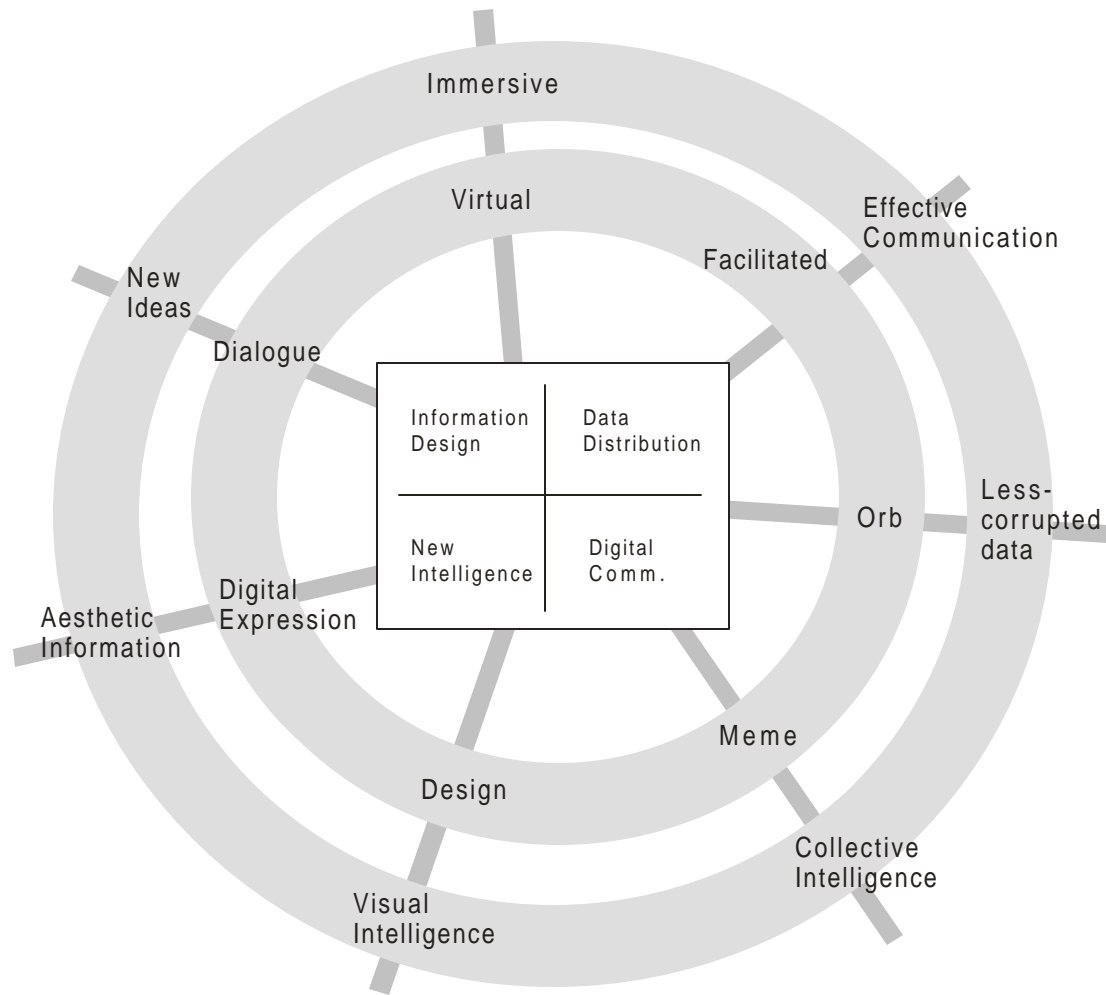 Immersive
Virtual
Effective
Communication
Facilitated
New
Ideas
Dialogue
Information
Design
Data
Distribution
New
Intelligence
Digital
Comm.
Orb
Less-
corrupted
data
Digital
Expression
Aesthetic
Information
Meme
Design
Collective
Intelligence
Visual
Intelligence